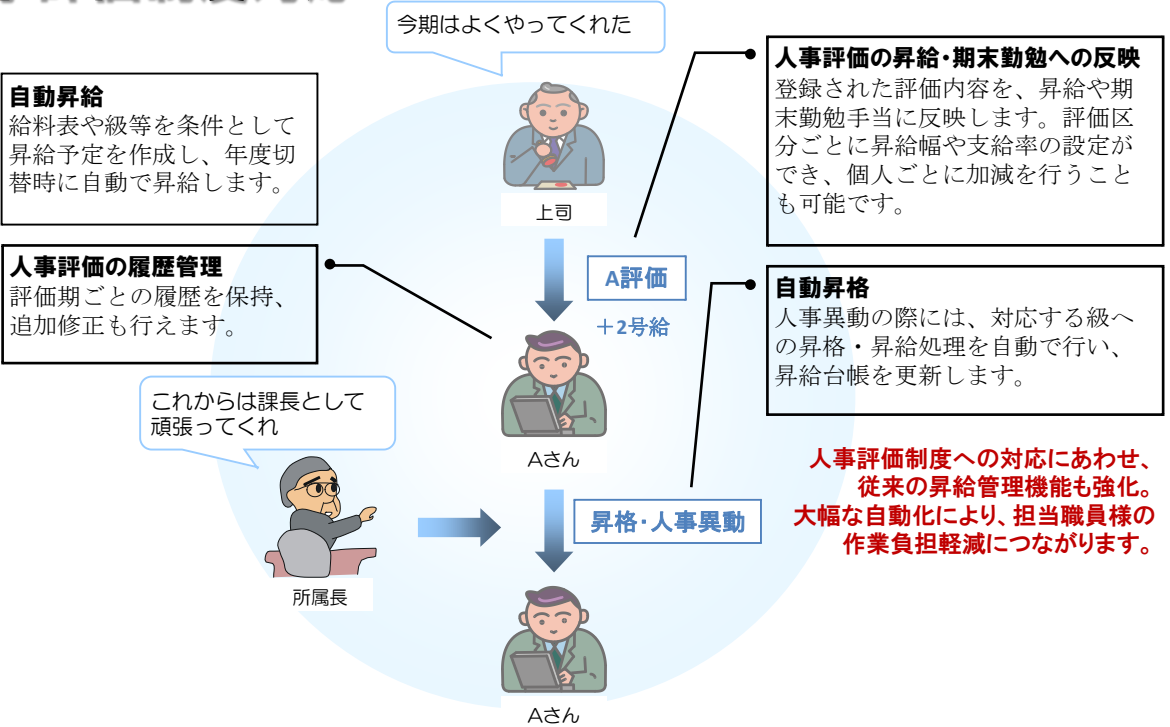 今期はよくやってくれた
自動昇給
給料表や級等を条件として
昇給予定を作成し、年度切
替時に自動で昇給します。
人事評価の昇給・期末勤勉への反映
登録された評価内容を、昇給や期
末勤勉手当に反映します。評価区
分ごとに昇給幅や支給率の設定が
でき、個人ごとに加減を行うこと
も可能です。
上司
人事評価の履歴管理
評価期ごとの履歴を保持、
追加修正も行えます。
A評価
＋2号給
自動昇格
人事異動の際には、対応する級へ
の昇格・昇給処理を自動で行い、
昇給台帳を更新します。
これからは課長として
頑張ってくれ
Aさん
人事評価制度への対応にあわせ、
従来の昇給管理機能も強化。
大幅な自動化により、担当職員様の
作業負担軽減につながります。
昇格・人事異動
所属長
Aさん